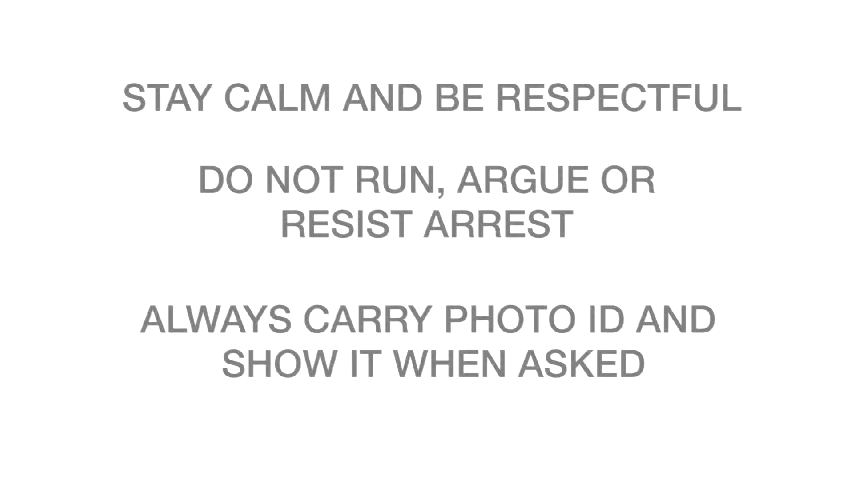 STAY CALM AND BE RESPECTFUL
DO NOT RUN, ARGUE OR
RESIST ARREST
ALWAYS CARRY PHOTO ID AND
SHOW IT WHEN ASKED